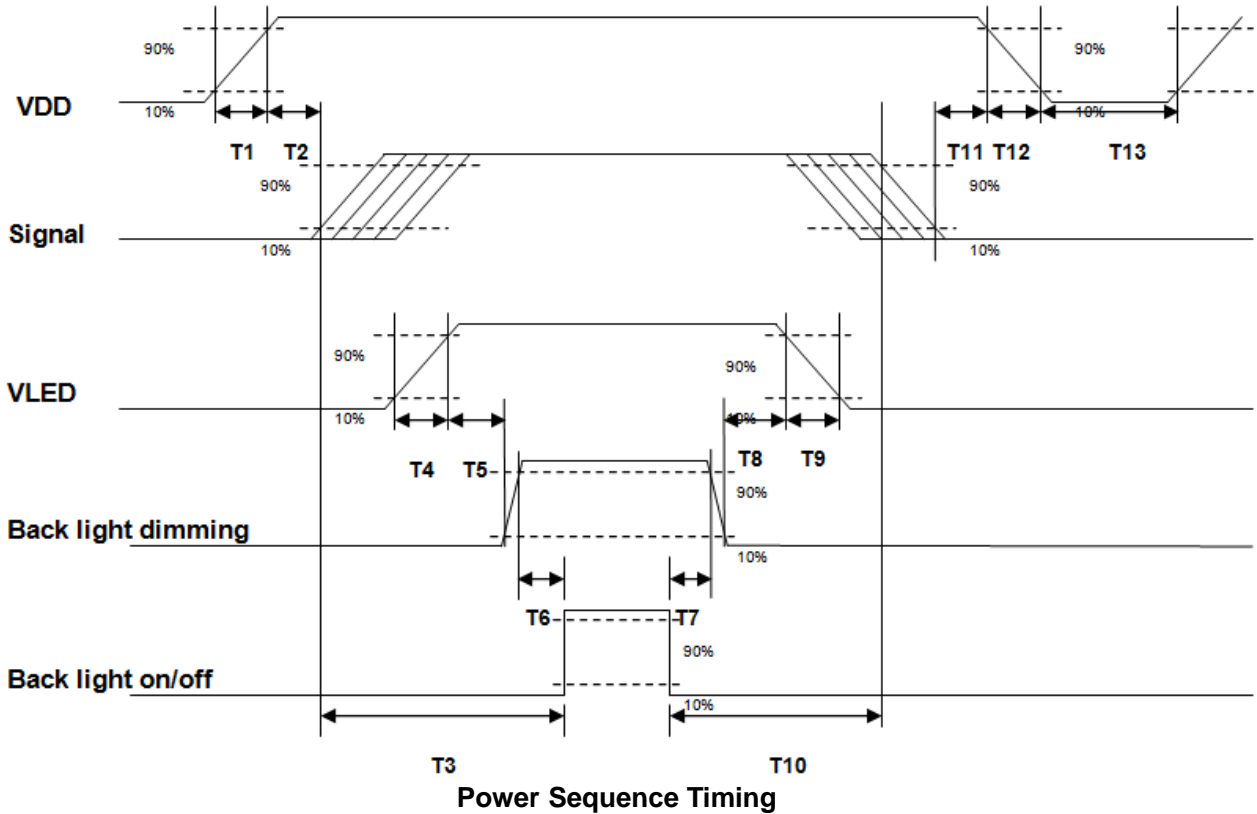 90%
90%
VDD
10%
10%
T1
T2
T11
T12
T13
90%
90%
Signal
10%
10%
90%
90%
VLED
10%
10%
T4
T5
T8
T9
90%
Back light dimming
10%
T6
T7
90%
Back light on/off
10%
T3
T10
Power Sequence Timing